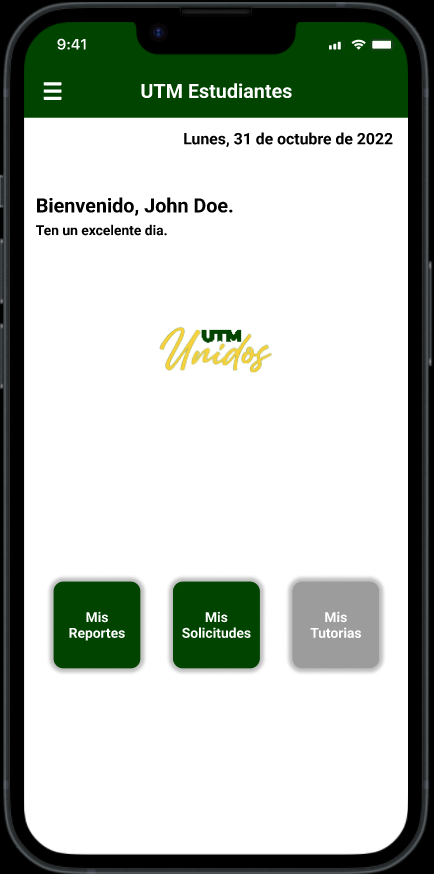 9:41
UTM Estudiantes
Lunes, 31 de octubre de 2022
Bienvenido, John Doe.
Ten un excelente dia.
UTM
Unidos
Mis
Reportes
Mis
Solicitudes
Mis
Tutorias